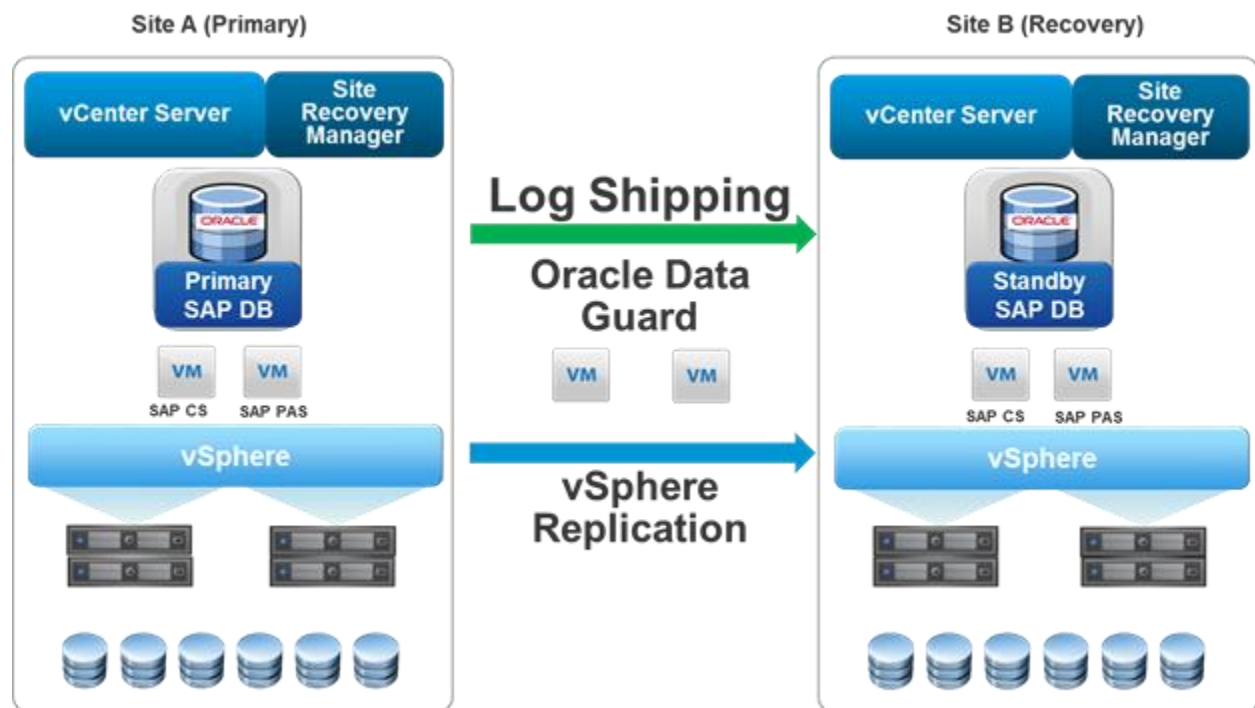 Site A (Primary)
vCenter Server
Site
Recovery
Manager
ORACLE
Primary
SAP DB
VM
VM
SAP CS
SAP PAS
vSphere
Log Shipping
Oracle Data
Guard
VM
VM
vSphere
Replication
Site B (Recovery)
vCenter Server
Site
Recovery
Manager
ORACLE
Standby
SAP DB
VM
VM
SAP CS
SAP PAS
vSphere